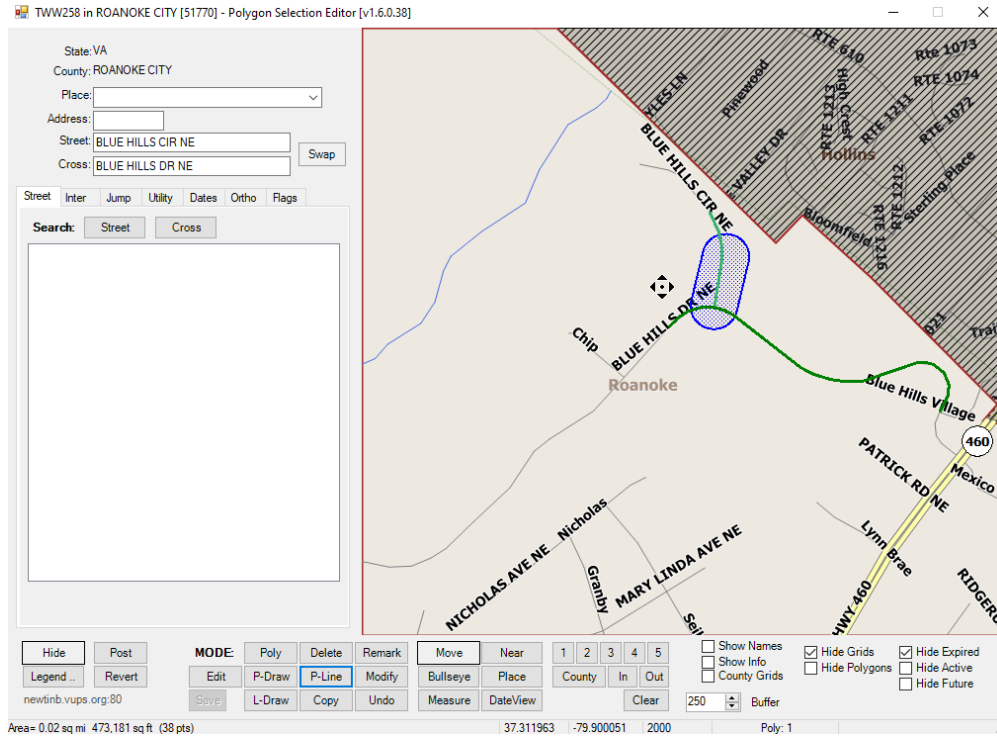 TWW258 in ROANOKE CITY [51770] - Polygon Selection Editor [v1.6.0.38]
State: VA
County: ROANOKE CITY
Place:
Address:
Street: BLUE HILLS CIR NE
Cross: BLUE HILLS DR NE
Swap
Street Inter Jump Utility Dates Ortho Flags
Search: Street Cross
RTE 610
Rte 1073
RTE 1074
YLES LN
Pinewood
High Crest
RTE 1213
RTE 1211
RTE 1072
BLUE HILLS CIR NE
VALLEY DR
Hollins
RTE 1212
Sterling Place
Bloomfield
RTE 1216
BLUE HILLS DR NE
Chip
Roanoke
021
Blue Hills Village
460
PATRICK RD NE
Mexico
Nicholas
NICHOLAS AVE NE
Granby
MARY LINDA AVE NE
Lynn Brae
HWY 460
Hide Post MODE: Poly Delete Remark Move Near 1 2 3 4 5 Show Names Hide Grids Hide Expired
Legend .. Revert Edit P-Draw P-Line Modify Bullseye Place County In Out Show Info County Grids Hide Polygons Hide Active
newtinb.vups.org:80 Save L-Draw Copy Undo Measure DateView Clear 250 Buffer Hide Future
Area= 0.02 sq mi 473,181 sq ft (38 pts) 37.311963 -79.900051 2000 Poly: 1